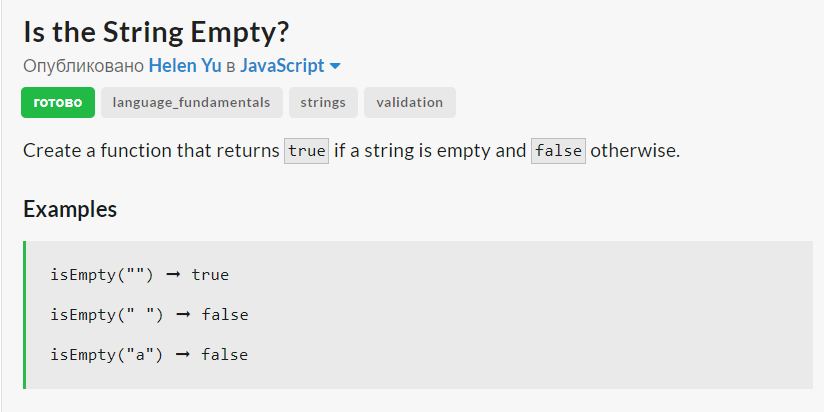 Is the String Empty?
Опубликовано Helen Yu в JavaScript
готово language_fundamentals strings validation
Create a function that returns true if a string is empty and false otherwise.
Examples
isEmpty("") ➞ true
isEmpty(" ") ➞ false
isEmpty("a") ➞ false